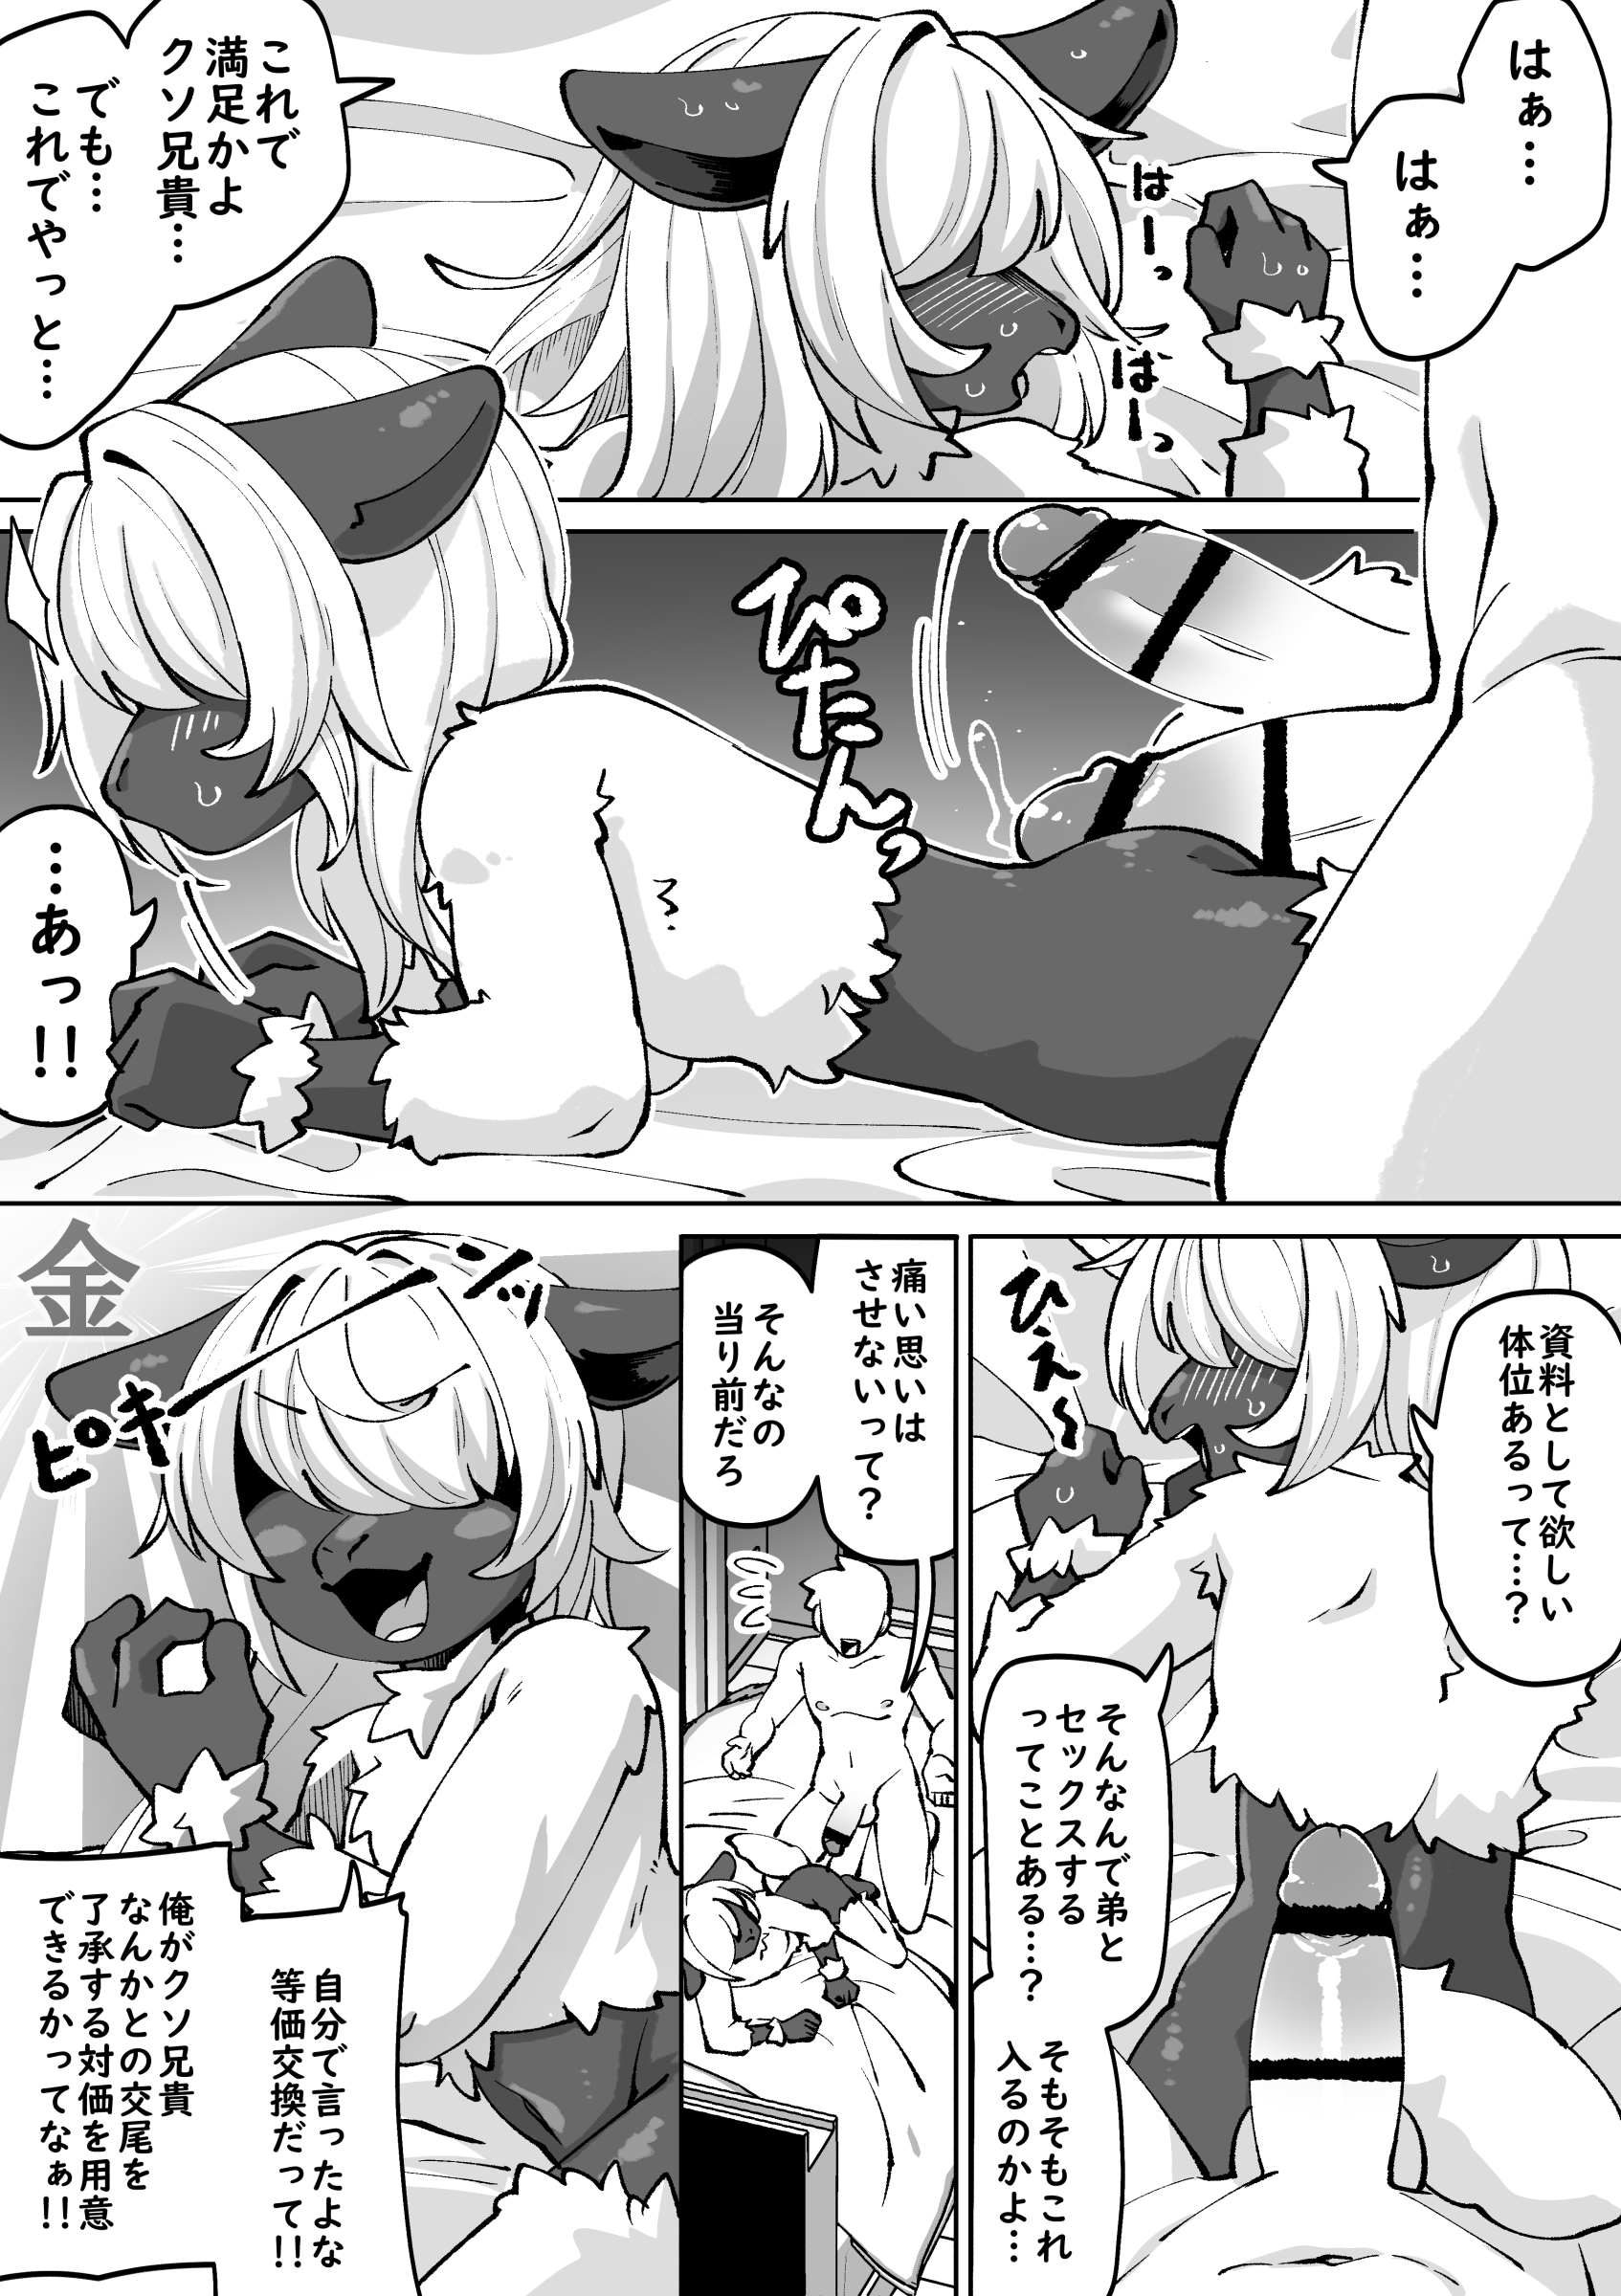 はぁ…
はぁ…
はーっ
はーっ
これで
満足かよ
クソ兄貴…
でも…
これでやっと…
ぴたんっ
…あっ!!
資料として欲しい
体位あるって…?
ひえ〜
そんなんで弟と
セックスする
ってことある…?
そもそもこれ
入るのかよ…
痛い思いは
させないって?
そんなの
当り前だろ
金
ピキーンッ
自分で言ったよな
等価交換だって!!
俺がクソ兄貴
なんかとの交尾を
了承する対価を用意
できるかってなぁ!!